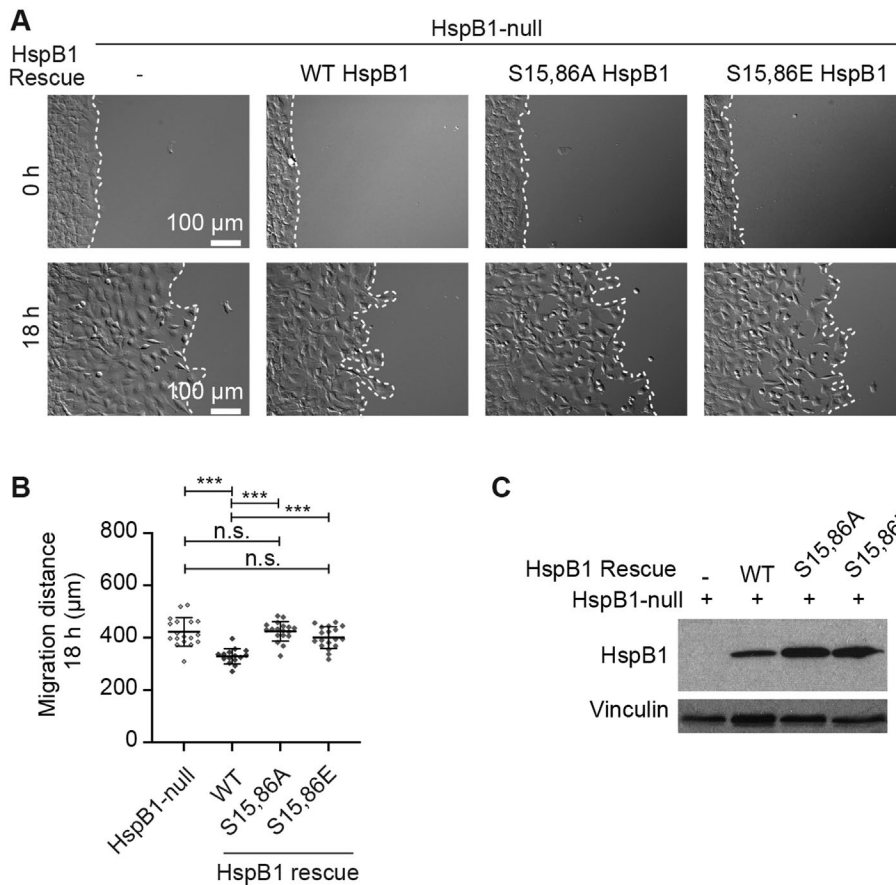 A
HspB1-null
HspB1
Rescue
-
WT HspB1
S15,86A HspB1
S15,86E HspB1
0 h
100 µm
18 h
100 µm
B
***
***
***
n.s.
n.s.
Migration distance
18 h (µm)
800
600
400
200
0
HspB1-null
WT
S15,86A
S15,86E
HspB1 rescue
C
HspB1 Rescue
-
WT
S15,86A
S15,86
HspB1-null
+
+
+
+
HspB1
Vinculin